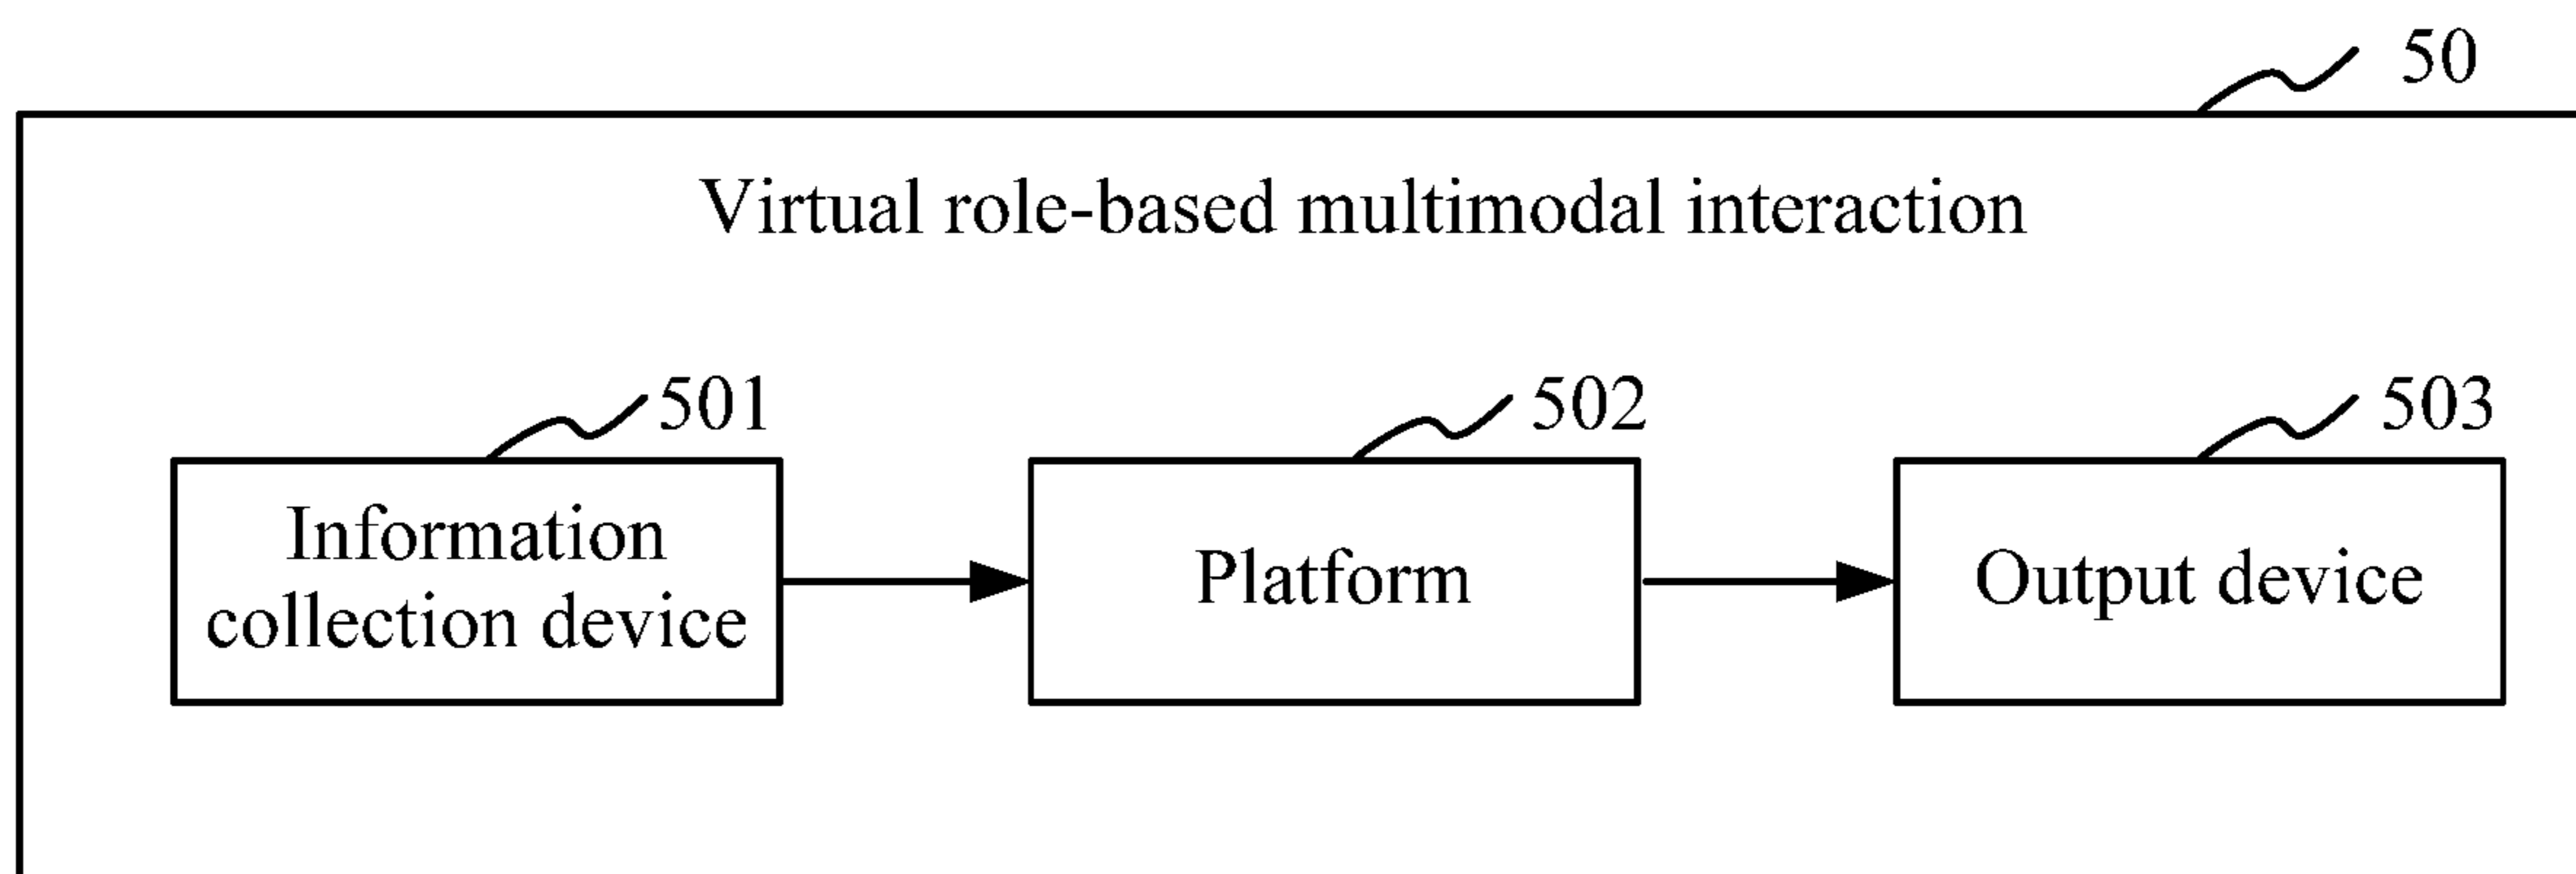 50
Virtual role-based multimodal interaction
501
502
503
Information
collection device
Platform
Output device